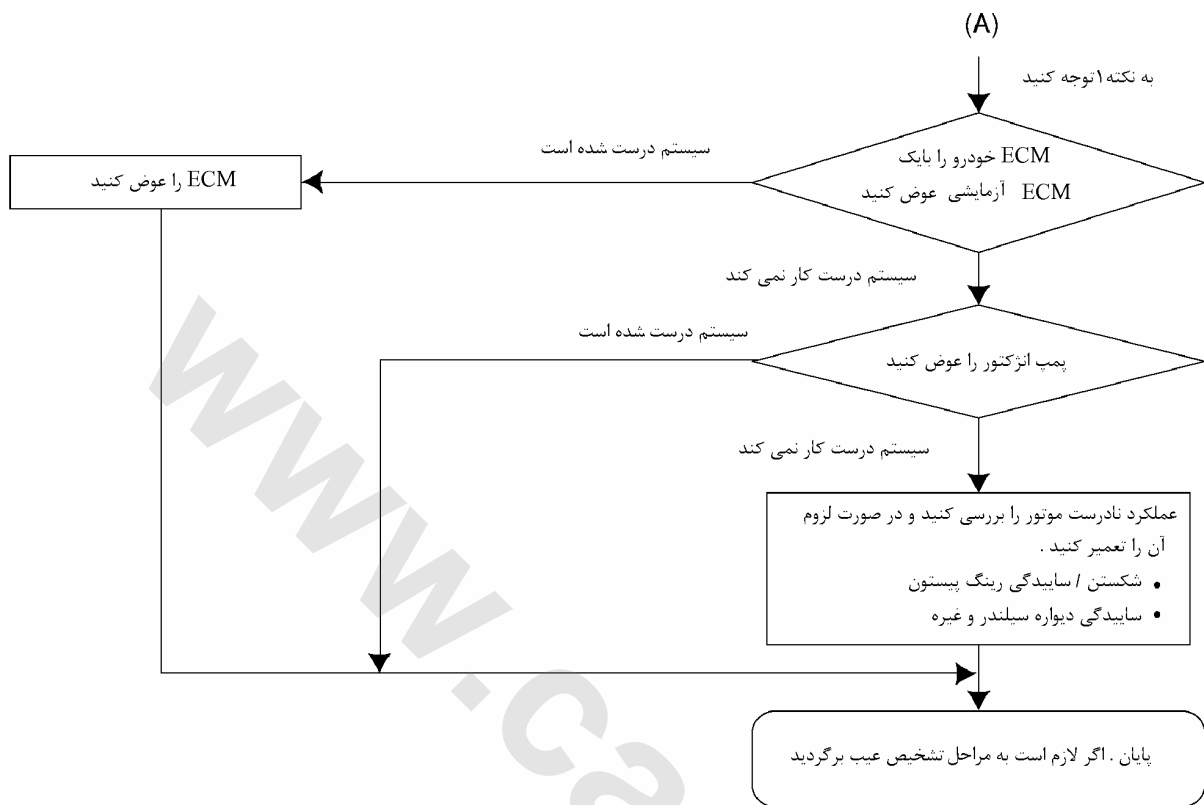 (A)
به نکته۱توجه کنید
سیستم درست شده است
ECM خودرو را بایک
ECM آزمایشی عوض کنید
ECM را عوض کنید
سیستم درست کار نمی کند
سیستم درست شده است
پمپ انژکتور را عوض کنید
سیستم درست کار نمی کند
عملکرد نادرست موتور را بررسی کنید و در صورت لزوم
آن را تعمیر کنید .
• شکستن / ساییدگی رینگ پیستون
• ساییدگی دیواره سیلندر و غیره
پایان . اگر لازم است به مراحل تشخیص عیب برگردید
www.ca